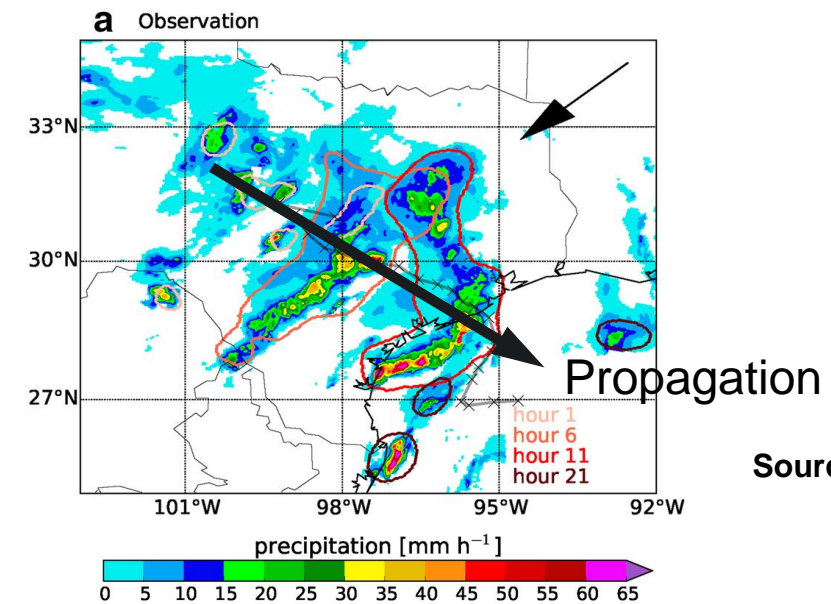 a Observation
33°N
30°N
27°N
Propagation
hour 1
hour 6
hour 11
hour 21
101°W 98°W 95°W 92°W
precipitation [mm h⁻¹]
0 5 10 15 20 25 30 35 40 45 50 55 60 65